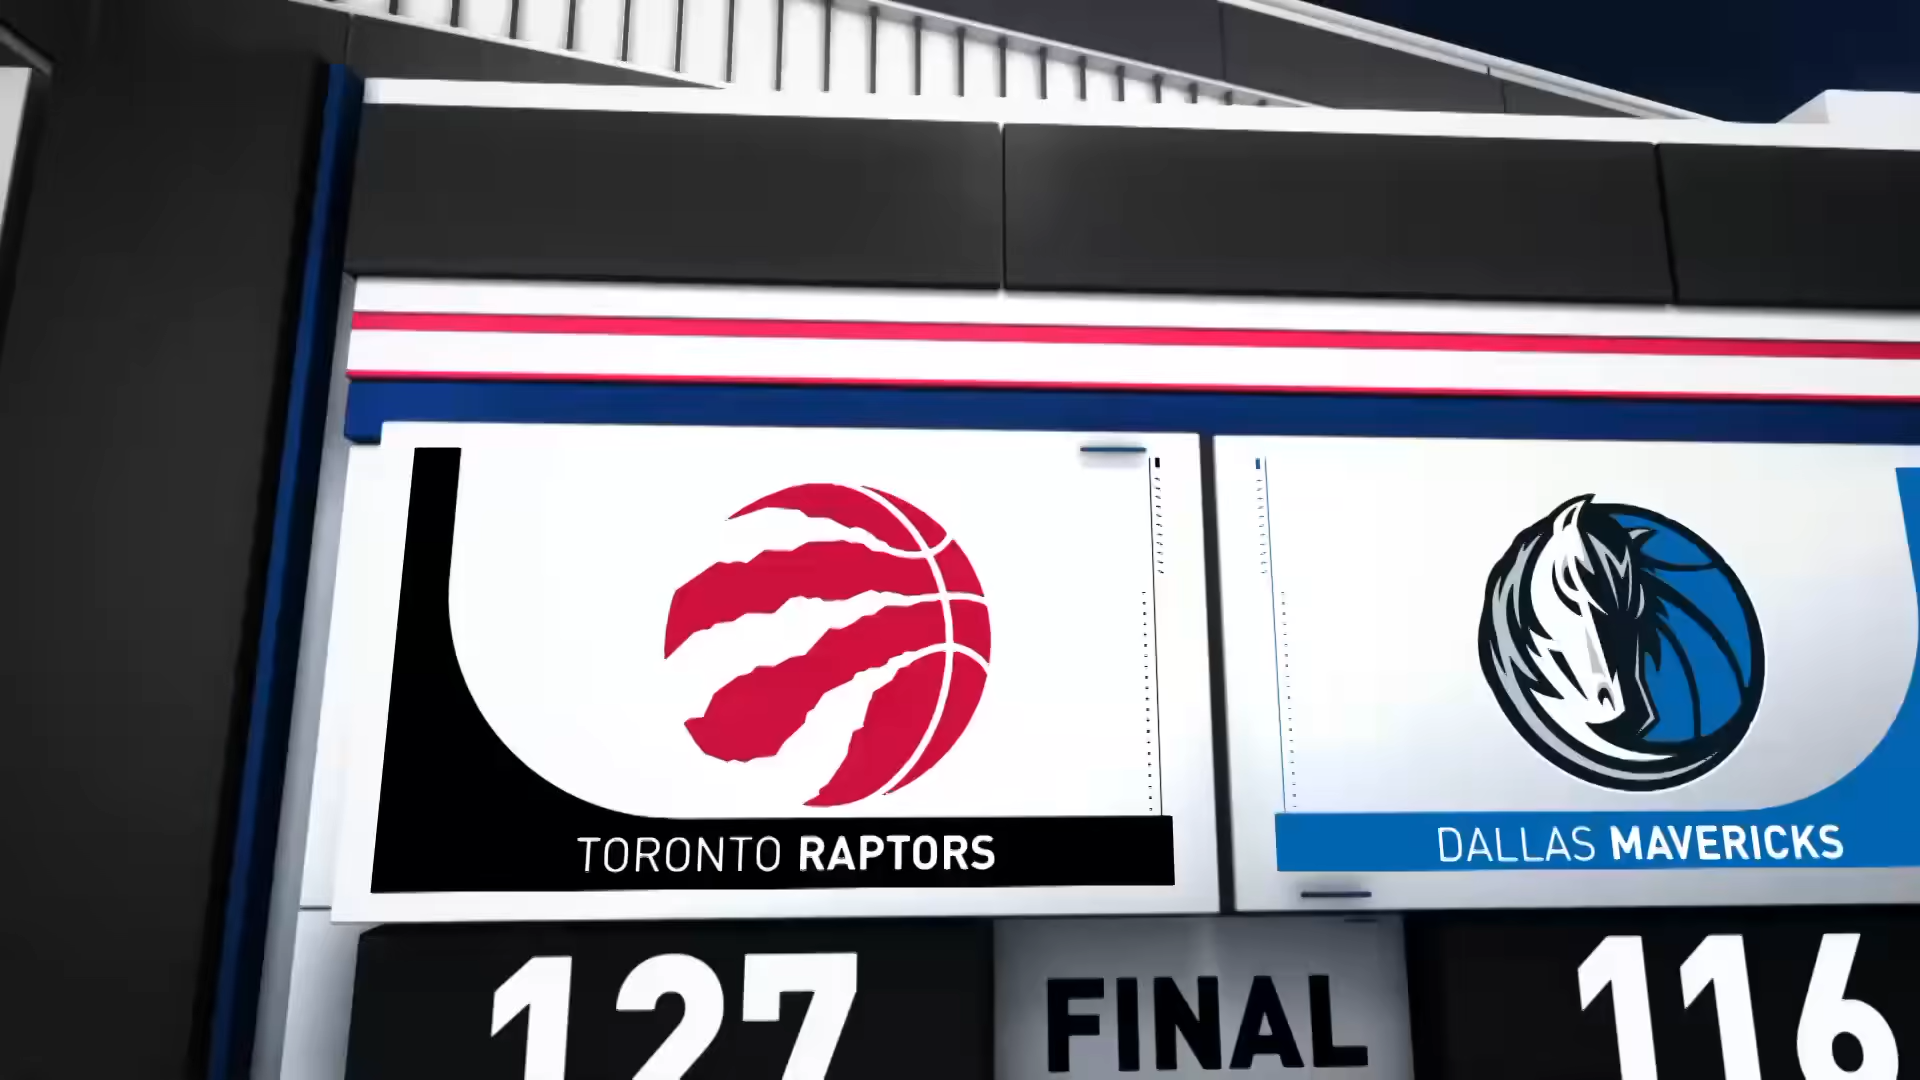 TORONTO RAPTORS
DALLAS MAVERICKS
127
FINAL
116